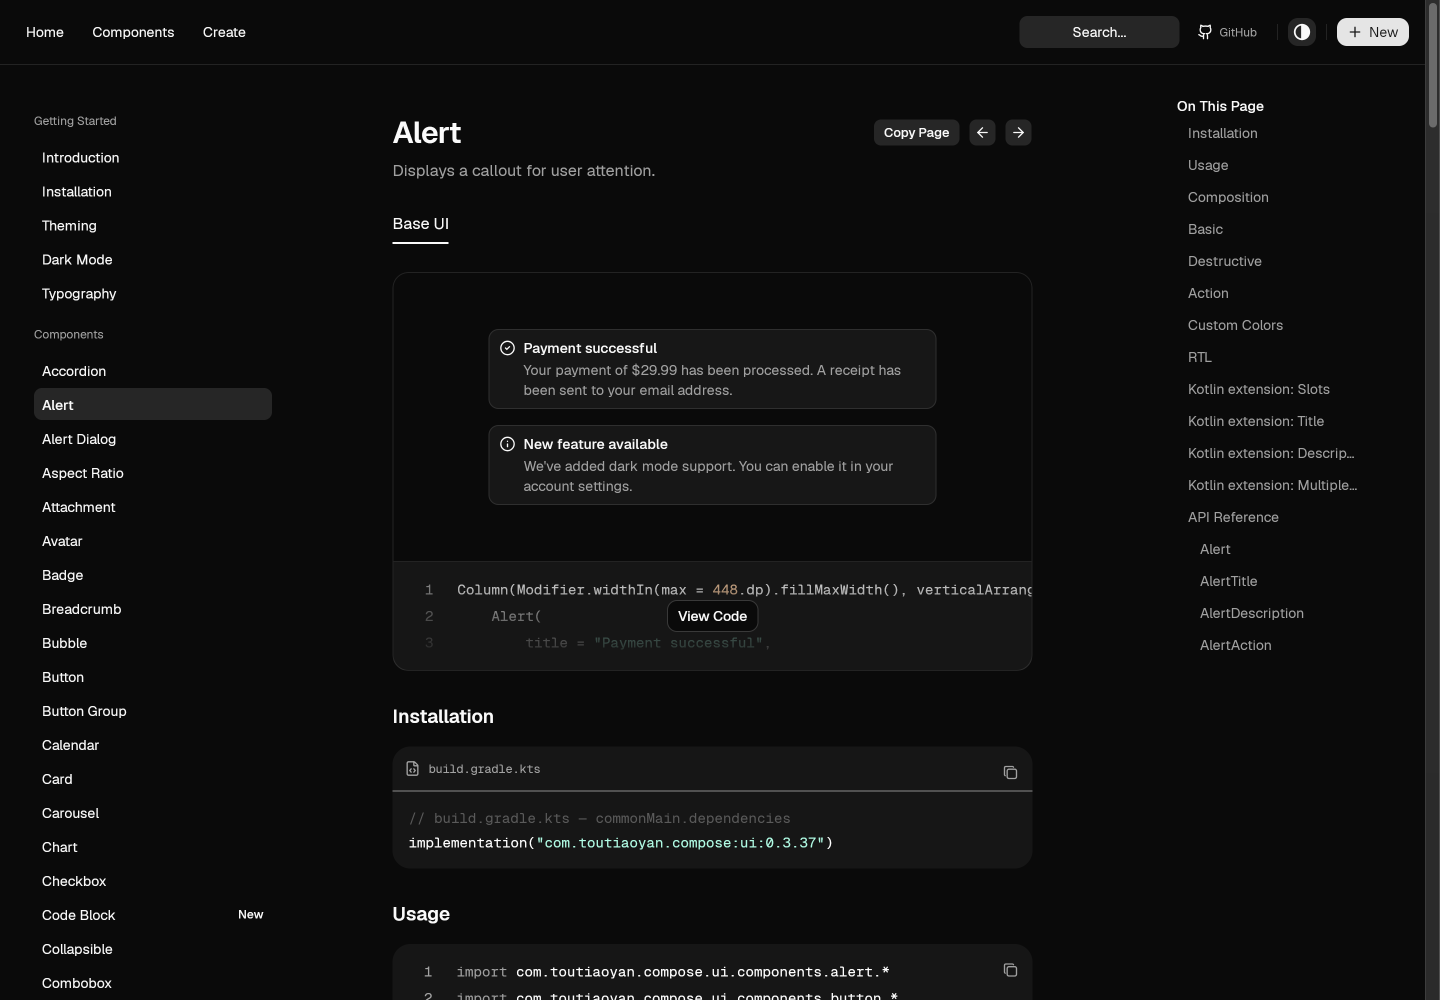 Home
Components
Create
Search...
GitHub
New
Getting Started
Introduction
Installation
Theming
Dark Mode
Typography
Components
Accordion
Alert
Alert Dialog
Aspect Ratio
Attachment
Avatar
Badge
Breadcrumb
Bubble
Button
Button Group
Calendar
Card
Carousel
Chart
Checkbox
Code Block New
Collapsible
Combobox
Alert
Copy Page
Displays a callout for user attention.
Base UI
Payment successful
Your payment of $29.99 has been processed. A receipt has
been sent to your email address.
New feature available
We've added dark mode support. You can enable it in your
account settings.
1 Column(Modifier.widthIn(max = 448.dp).fillMaxWidth(), verticalArrang
2 Alert(
View Code
3 title = "Payment successful",
Installation
build.gradle.kts
// build.gradle.kts — commonMain.dependencies
implementation("com.toutiaoyan.compose:ui:0.3.37")
Usage
1 import com.toutiaoyan.compose.ui.components.alert.*
2 import com.toutiaoyan.compose.ui.components.button.*
On This Page
Installation
Usage
Composition
Basic
Destructive
Action
Custom Colors
RTL
Kotlin extension: Slots
Kotlin extension: Title
Kotlin extension: Descrip...
Kotlin extension: Multiple...
API Reference
Alert
AlertTitle
AlertDescription
AlertAction